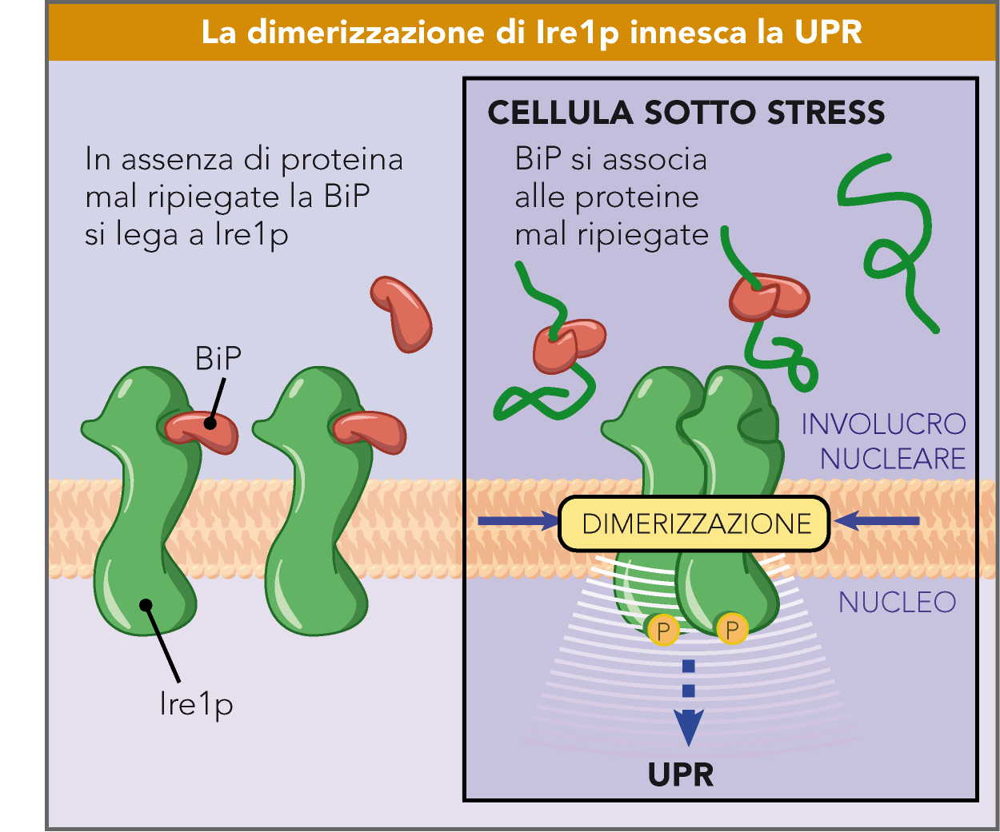 La dimerizzazione di Ire1p innesca la UPR
In assenza di proteina
mal ripiegate la BiP
si lega a Ire1p
BiP
Ire1p
CELLULA SOTTO STRESS
BiP si associa
alle proteine
mal ripiegate
INVOLUCRO
NUCLEARE
DIMERIZZAZIONE
NUCLEO
P
P
UPR